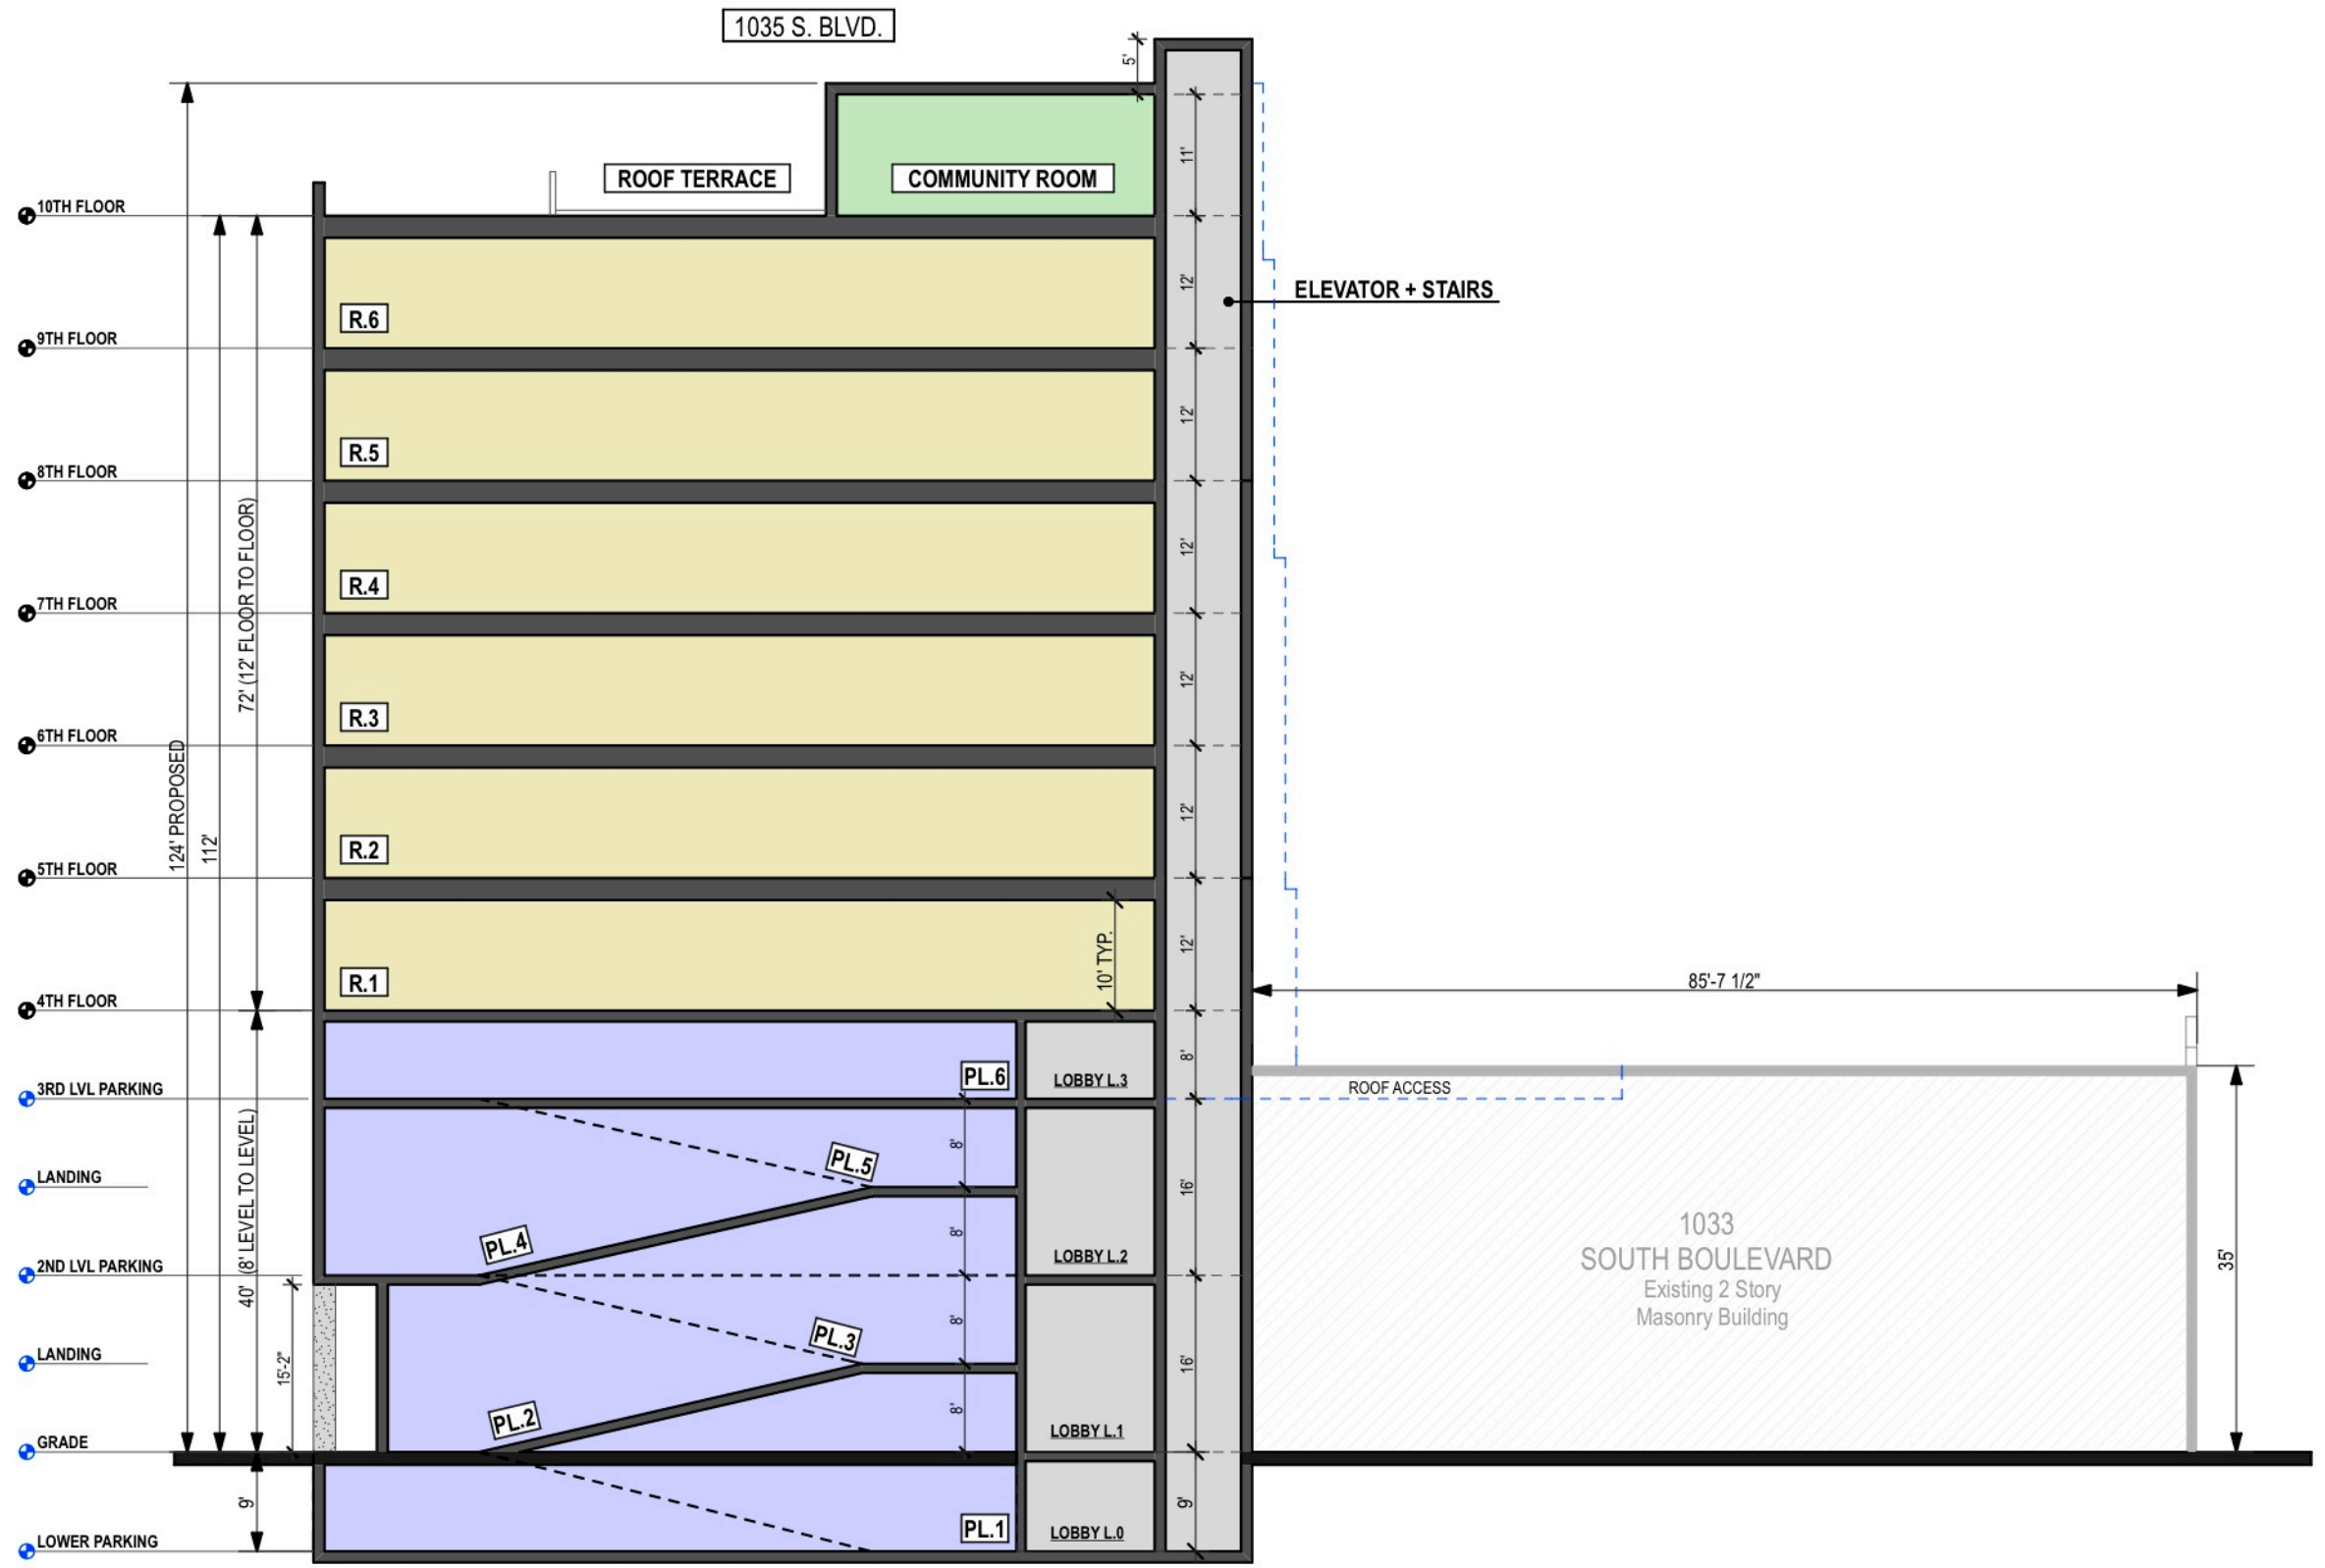 1035 S. BLVD.
5'
11'
ROOF TERRACE
COMMUNITY ROOM
10TH FLOOR
12'
ELEVATOR + STAIRS
R.6
9TH FLOOR
12'
R.5
8TH FLOOR
12'
72' (12' FLOOR TO FLOOR)
R.4
7TH FLOOR
12'
R.3
6TH FLOOR
124' PROPOSED
112'
12'
R.2
5TH FLOOR
10' TYP.
12'
R.1
4TH FLOOR
85'-7 1/2"
8'
PL.6
LOBBY L.3
3RD LVL PARKING
ROOF ACCESS
40' (8' LEVEL TO LEVEL)
8'
PL.5
16'
LANDING
8'
PL.4
LOBBY L.2
2ND LVL PARKING
1033
SOUTH BOULEVARD
Existing 2 Story
Masonry Building
35'
8'
PL.3
16'
LANDING
15'-2"
8'
PL.2
LOBBY L.1
GRADE
9'
9'
PL.1
LOBBY L.0
LOWER PARKING